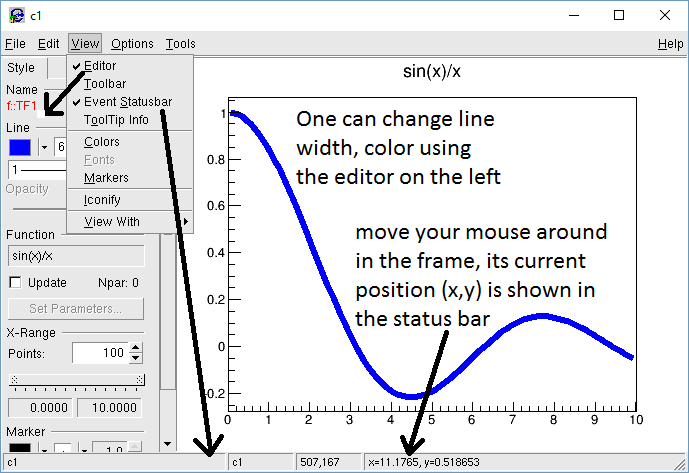 c1
File Edit View Options Tools Help
Style
Name
f::TF1
Line
6
1
Opacity
Editor
Toolbar
Event Statusbar
ToolTip Info
Colors
Fonts
Markers
Iconify
View With
Function
sin(x)/x
Update Npar: 0
Set Parameters...
X-Range
Points: 100
0.0000 10.0000
Marker
1.0
sin(x)/x
One can change line
width, color using
the editor on the left
move your mouse around
in the frame, its current
position (x,y) is shown in
the status bar
1
0.8
0.6
0.4
0.2
0
-0.2
0 1 2 3 4 5 6 7 8 9 10
c1 c1 507,167 x=11.1765, y=0.518653